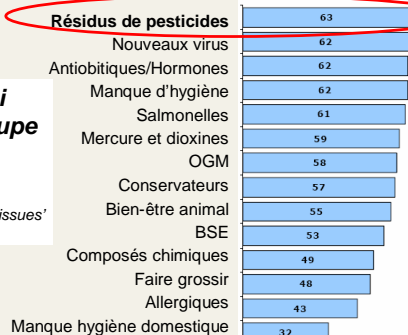 Résidus de pesticides 63
Nouveaux virus 62
Antiobitiques/Hormones 62
Manque d’hygiène 62
Salmonelles 61
i
upe
Mercure et dioxines 59
OGM 58
Conservateurs 57
issues’
Bien-être animal 55
BSE 53
Composés chimiques 49
Faire grossir 48
Allergiques 43
Manque hygiène domestique 32